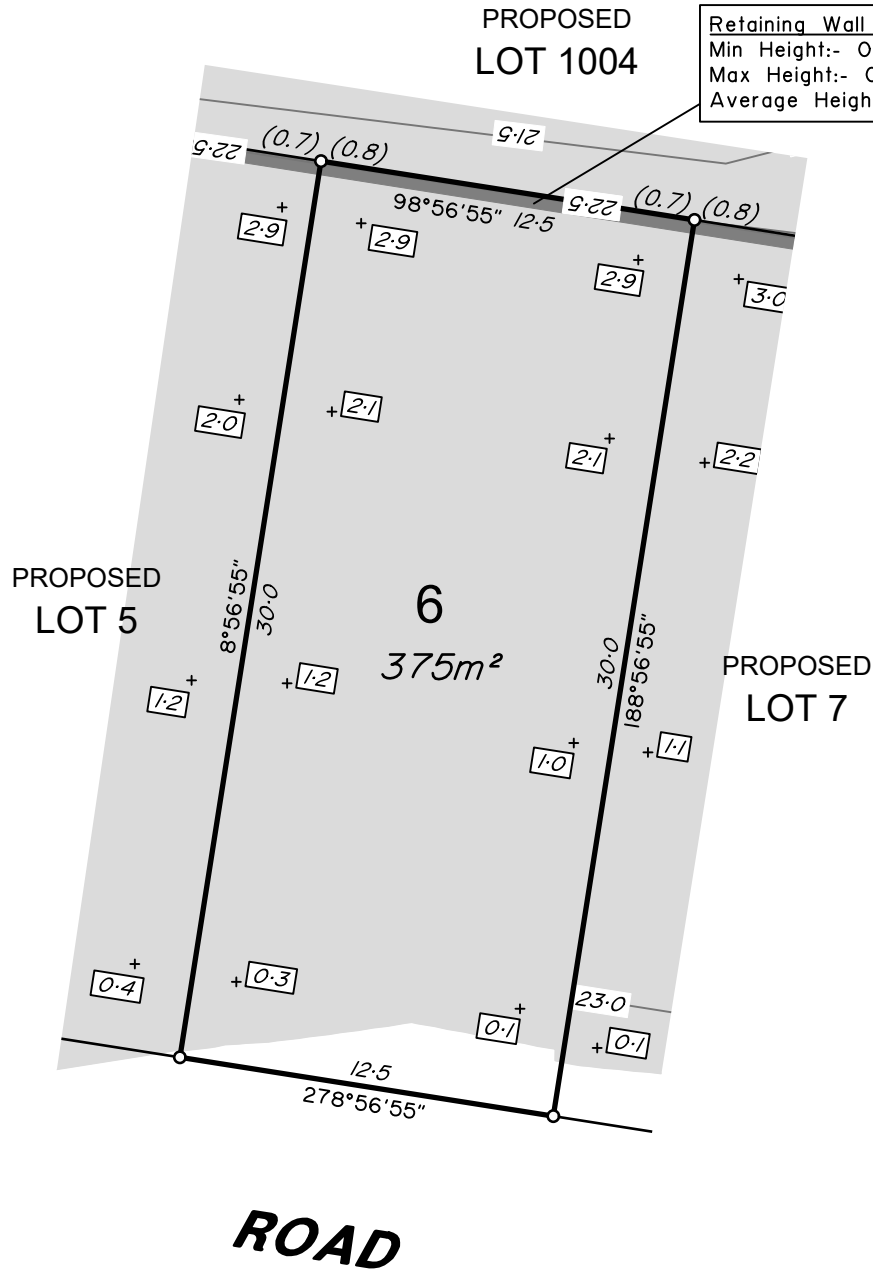 PROPOSED
LOT 1004
Retaining Wall
Min Height:- 0
Max Height:- 0
Average Heigh
21·5
22·5
(0.7)
(0.8)
98°56'55"
12·5
22·5
(0.7)
(0.8)
2·9
2·9
2·9
3·0
2·0
2·1
2·1
2·2
PROPOSED
LOT 5
8°56'55"
30·0
6
375m²
30·0
188°56'55"
PROPOSED
LOT 7
1·2
1·2
1·0
1·1
0·4
0·3
0·1
23·0
0·1
12·5
278°56'55"
ROAD